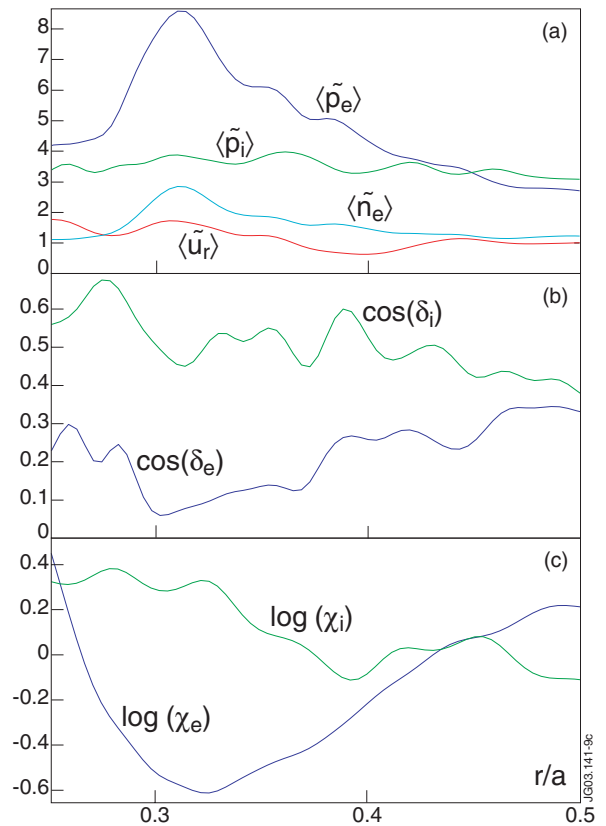 (a)
8
7
6
5
4
3
2
1
0
⟨p̃e⟩
⟨p̃i⟩
⟨ñe⟩
⟨ũr⟩
(b)
0.6
0.5
0.4
0.3
0.2
0.1
0
cos(δi)
cos(δe)
(c)
0.4
0.2
0
-0.2
-0.4
-0.6
log (χi)
log (χe)
r/a
0.3
0.4
0.5
JG03.141-9c